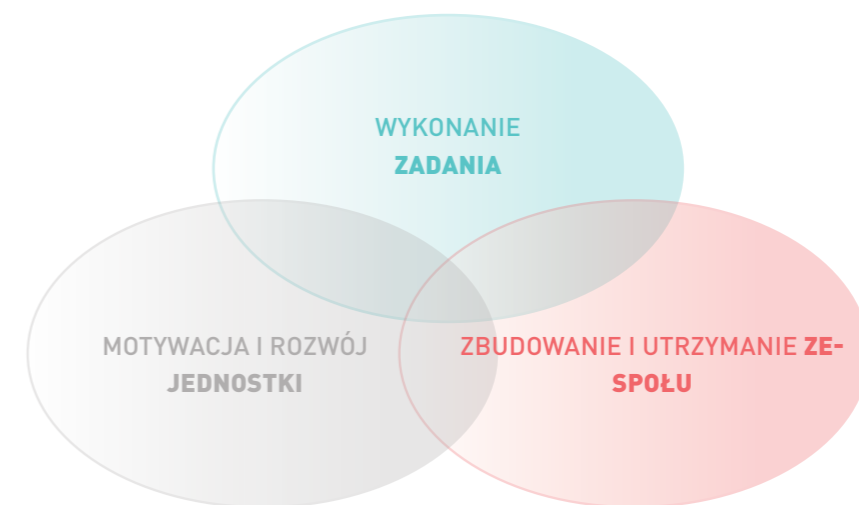 WYKONANIE
ZADANIA
MOTYWACJA I ROZWÓJ
JEDNOSTKI
ZBUDOWANIE I UTRZYMANIE ZE-
SPOŁU